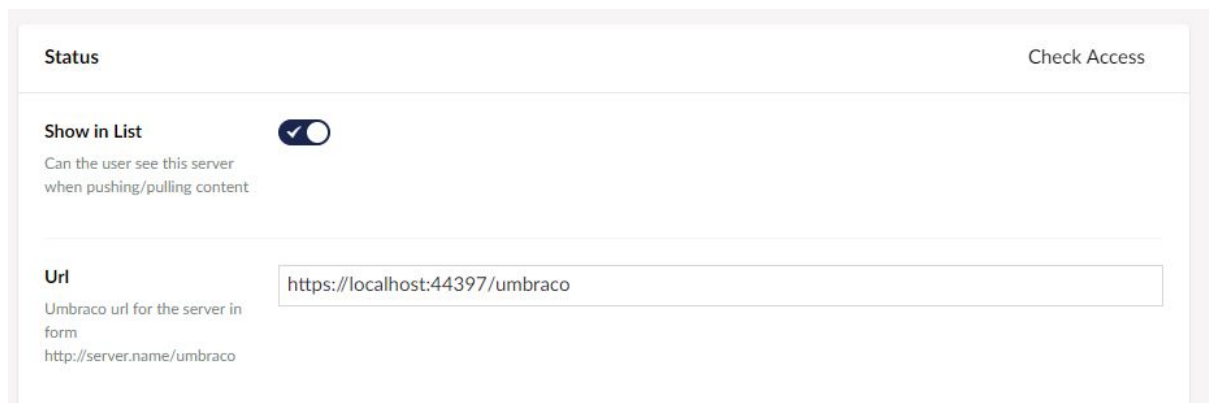 Status
Check Access
Show in List
Can the user see this server
when pushing/pulling content
Url
https://localhost:44397/umbraco
Umbraco url for the server in
form
http://server.name/umbraco